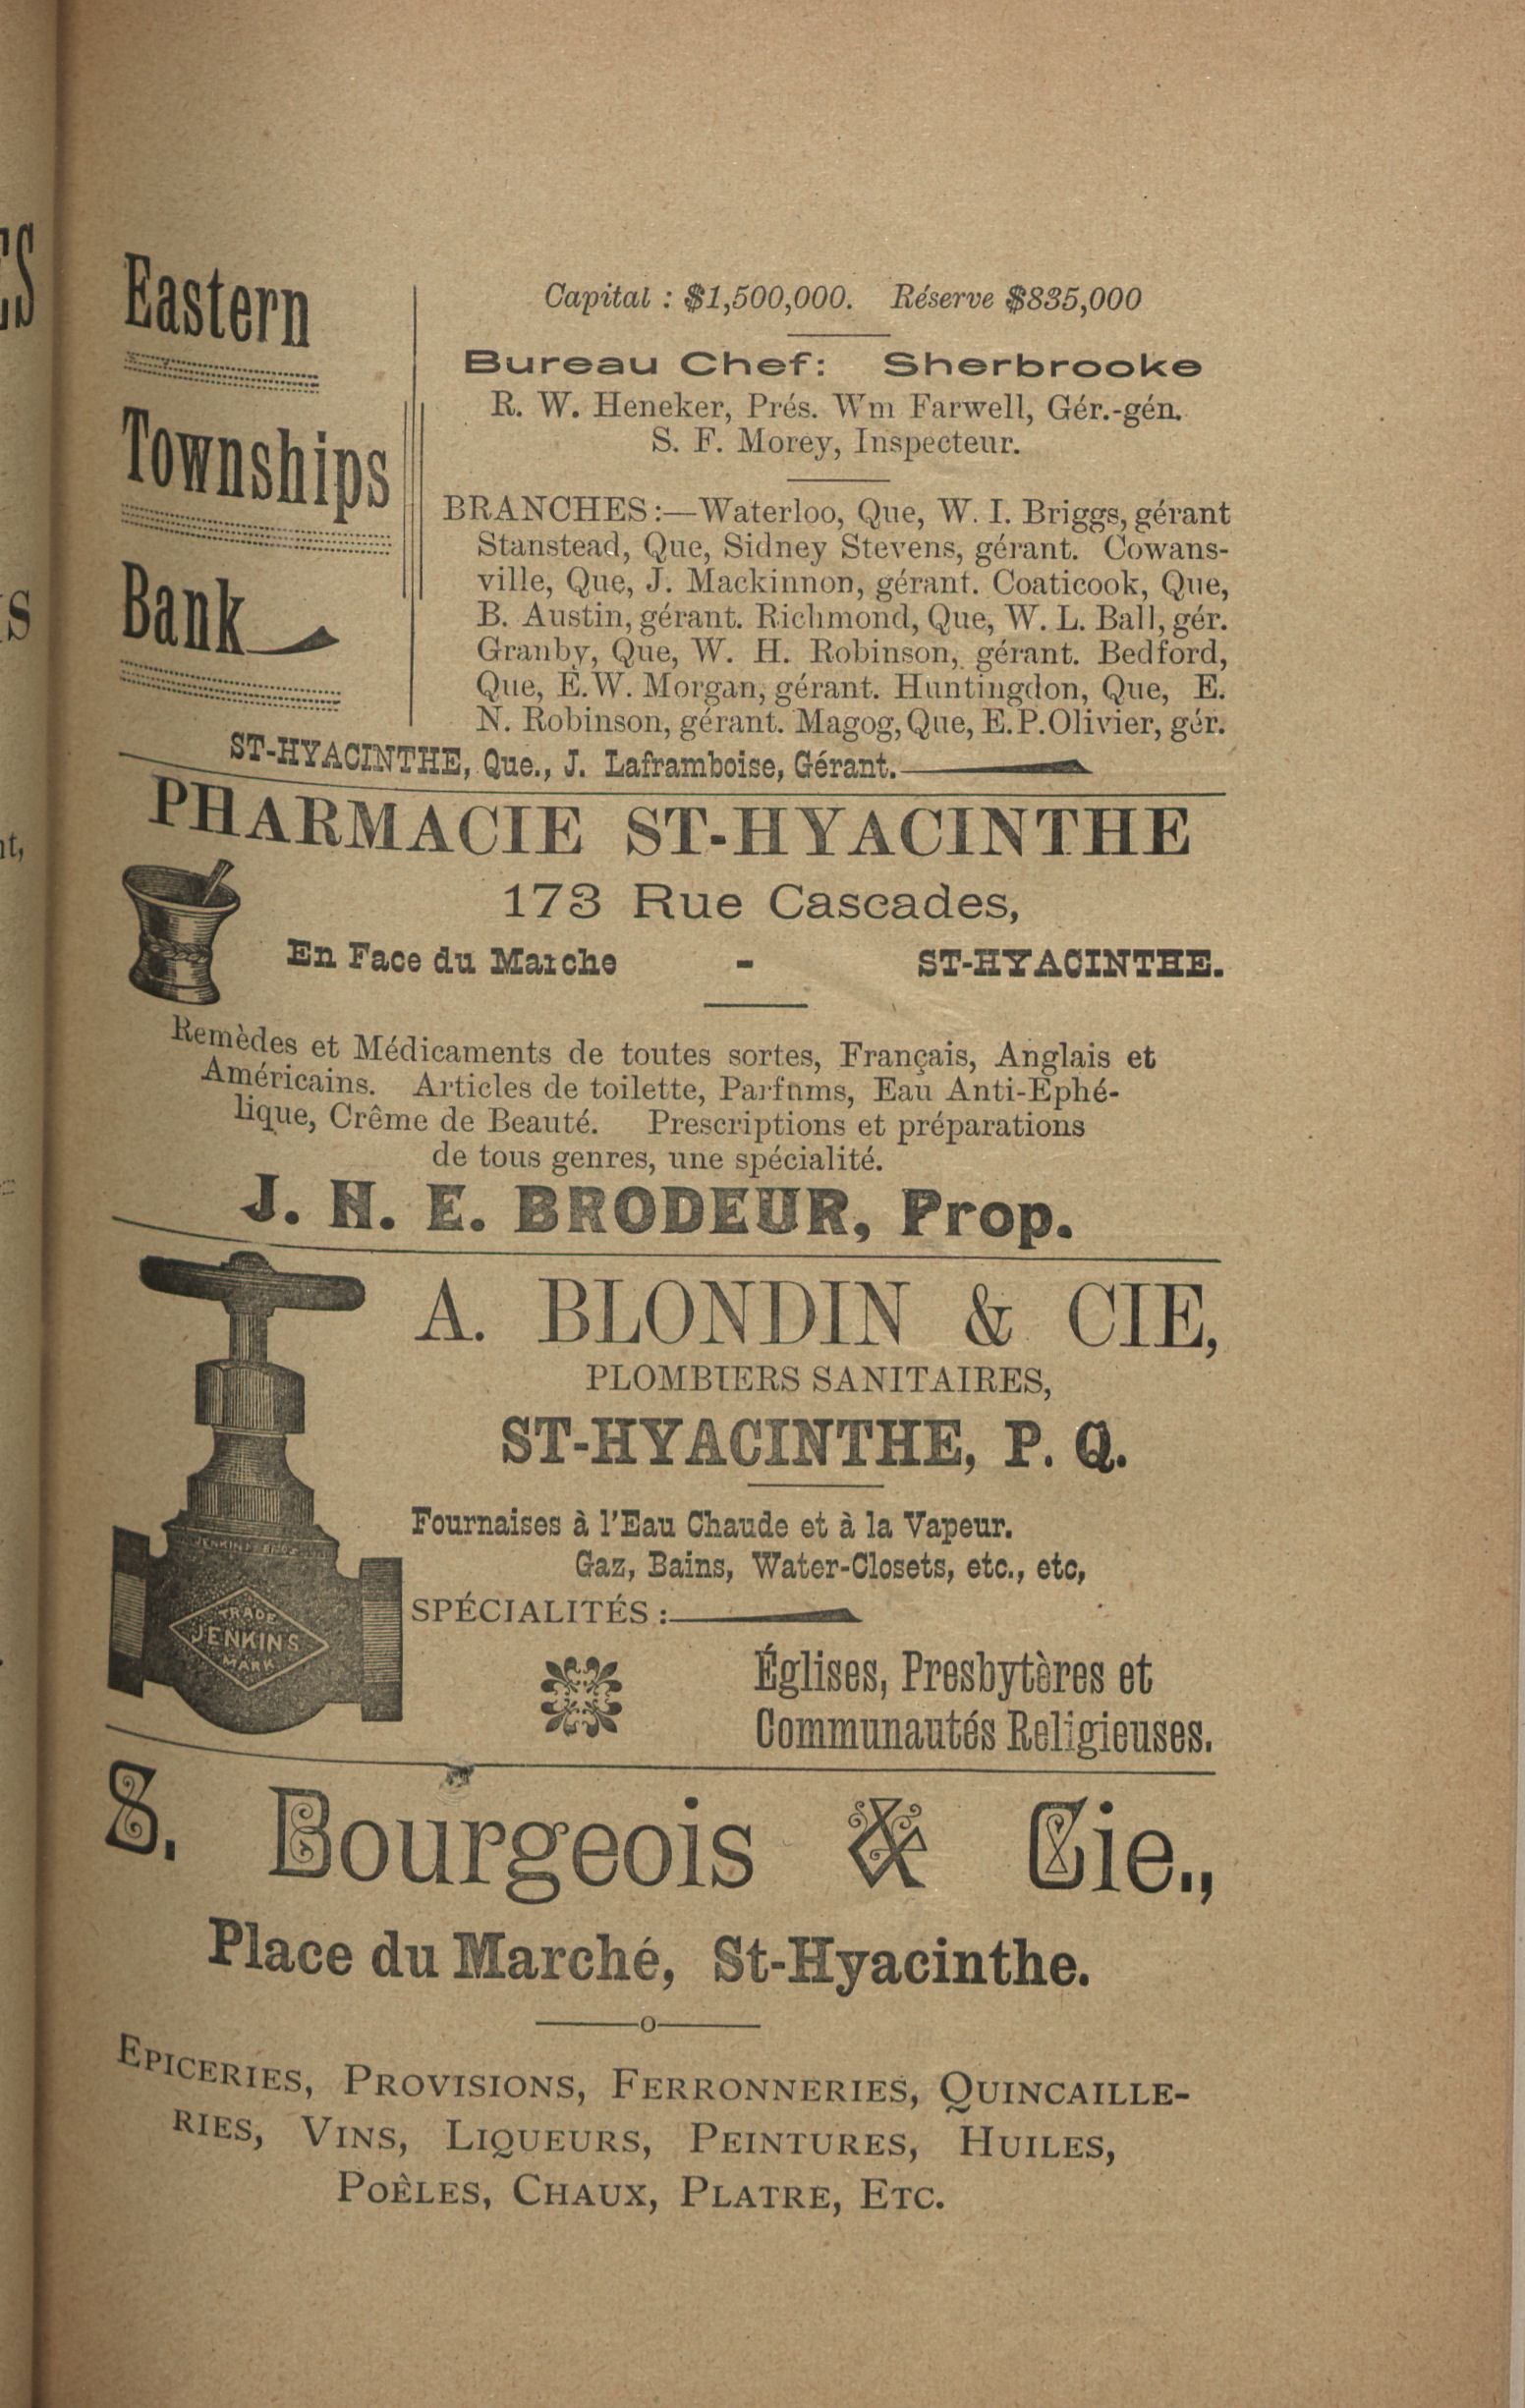 Eastern
Townships
Bank
Capital : $1,500,000. Réserve $835,000
Bureau Chef: Sherbrooke
R. W. Heneker, Prés. Wm Farwell, Gér.-gén.
S. F. Morey, Inspecteur.
BRANCHES:—Waterloo, Que, W. I. Briggs, gérant
Stanstead, Que, Sidney Stevens, gérant. Cowans-
ville, Que, J. Mackinnon, gérant. Coaticook, Que,
B. Austin, gérant. Richmond, Que, W. L. Ball, gér.
Granby, Que, W. H. Robinson, gérant. Bedford,
Que, E.W. Morgan, gérant. Huntingdon, Que, E.
N. Robinson, gérant. Magog, Que, E.P.Olivier, gér.
ST-HYACINTHE, Que., J. Laframboise, Gérant.
PHARMACIE ST-HYACINTHE
173 Rue Cascades,
En Face du Marche - ST-HYACINTHE.
Remèdes et Médicaments de toutes sortes, Français, Anglais et
Américains. Articles de toilette, Parfums, Eau Anti-Ephé-
lique, Crême de Beauté. Prescriptions et préparations
de tous genres, une spécialité.
J. H. E. BRODEUR, Prop.
A. BLONDIN & CIE,
PLOMBIERS SANITAIRES,
ST-HYACINTHE, P. Q.
Fournaises à l'Eau Chaude et à la Vapeur.
Gaz, Bains, Water-Closets, etc., etc,
SPÉCIALITÉS :
Églises, Presbytères et
Communautés Religieuses.
JENKINS BROS
TRADE
JENKINS
MARK
S. Bourgeois & Cie.,
Place du Marché, St-Hyacinthe.
—o—
EPICERIES, PROVISIONS, FERRONNERIES, QUINCAILLE-
RIES, VINS, LIQUEURS, PEINTURES, HUILES,
POÈLES, CHAUX, PLATRE, ETC.